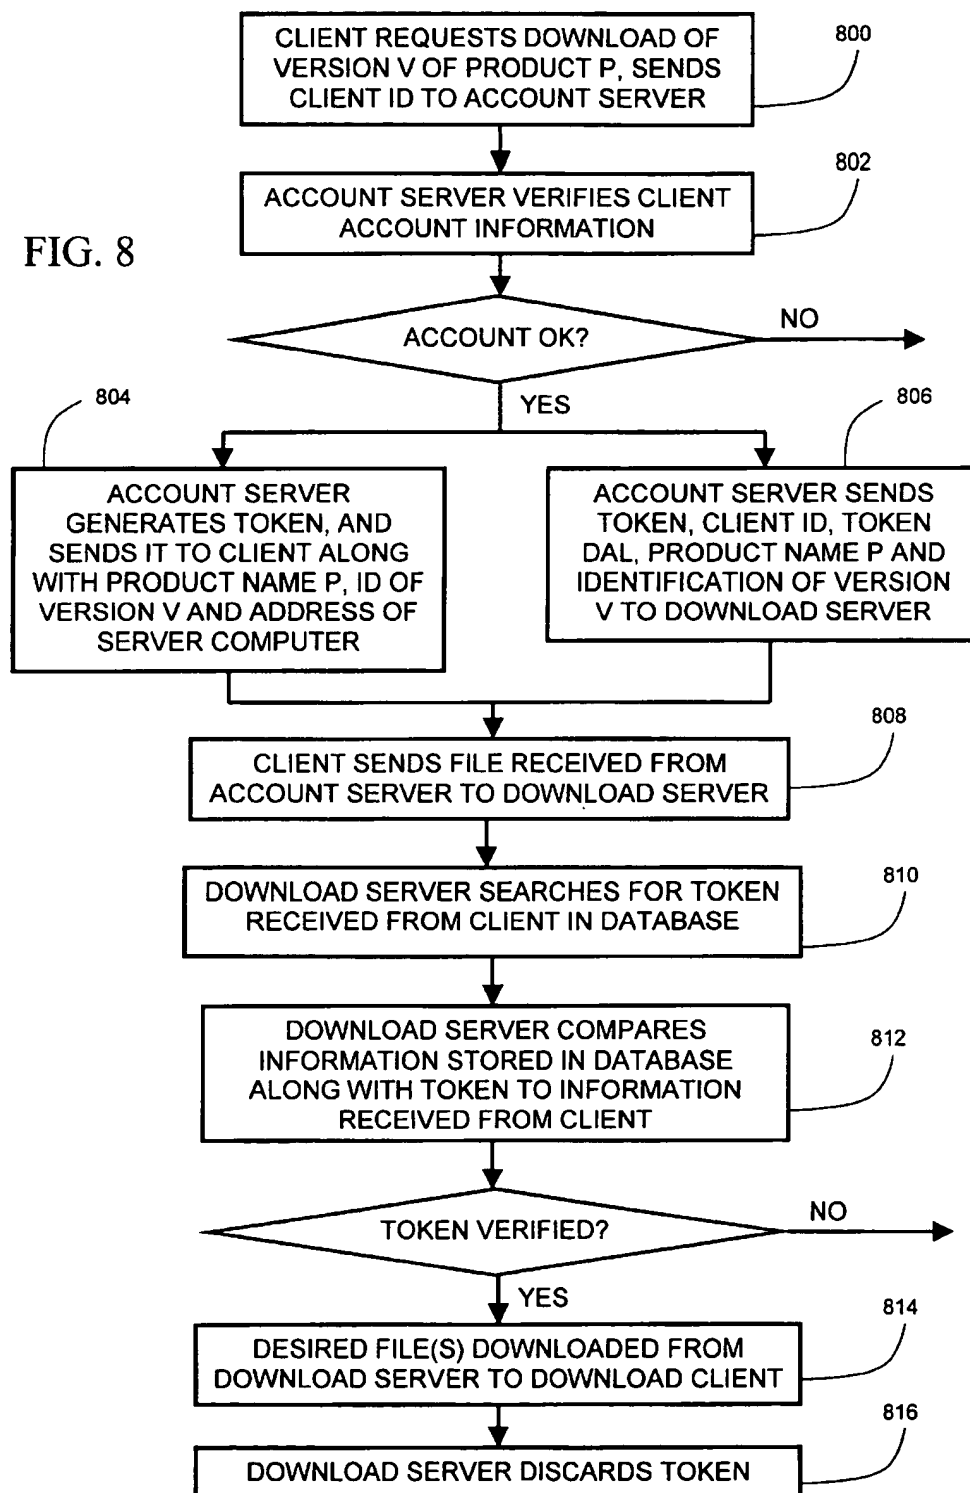 CLIENT REQUESTS DOWNLOAD OF
VERSION V OF PRODUCT P, SENDS
CLIENT ID TO ACCOUNT SERVER
800
802
ACCOUNT SERVER VERIFIES CLIENT
ACCOUNT INFORMATION
FIG. 8
ACCOUNT OK?
NO
YES
804
806
ACCOUNT SERVER
GENERATES TOKEN, AND
SENDS IT TO CLIENT ALONG
WITH PRODUCT NAME P, ID OF
VERSION V AND ADDRESS OF
SERVER COMPUTER
ACCOUNT SERVER SENDS
TOKEN, CLIENT ID, TOKEN
DAL, PRODUCT NAME P AND
IDENTIFICATION OF VERSION
V TO DOWNLOAD SERVER
808
CLIENT SENDS FILE RECEIVED FROM
ACCOUNT SERVER TO DOWNLOAD SERVER
810
DOWNLOAD SERVER SEARCHES FOR TOKEN
RECEIVED FROM CLIENT IN DATABASE
812
DOWNLOAD SERVER COMPARES
INFORMATION STORED IN DATABASE
ALONG WITH TOKEN TO INFORMATION
RECEIVED FROM CLIENT
TOKEN VERIFIED?
NO
YES
814
DESIRED FILE(S) DOWNLOADED FROM
DOWNLOAD SERVER TO DOWNLOAD CLIENT
816
DOWNLOAD SERVER DISCARDS TOKEN